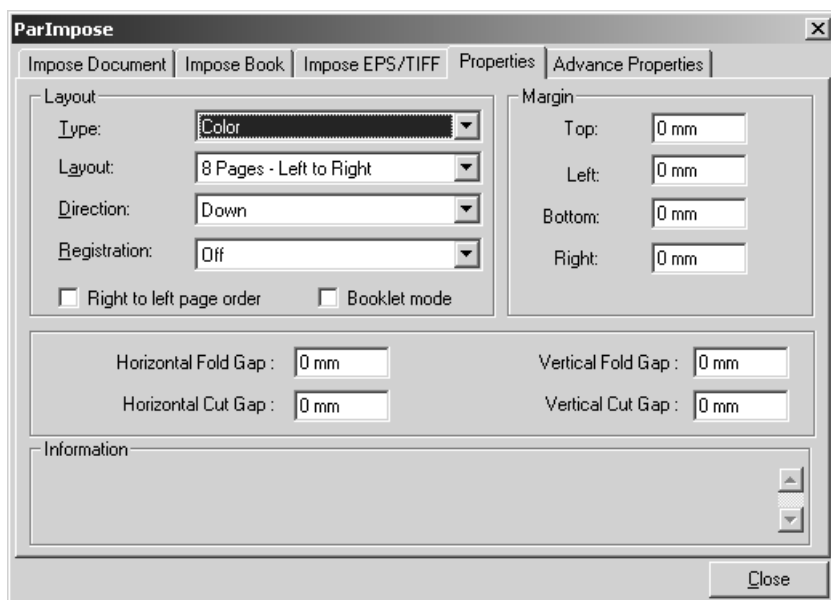 ParImpose
Impose Document Impose Book Impose EPS/TIFF Properties Advance Properties
Layout
Type: Color
Layout: 8 Pages - Left to Right
Direction: Down
Registration: Off
Right to left page order Booklet mode
Margin
Top: 0 mm
Left: 0 mm
Bottom: 0 mm
Right: 0 mm
Horizontal Fold Gap : 0 mm Vertical Fold Gap : 0 mm
Horizontal Cut Gap : 0 mm Vertical Cut Gap : 0 mm
Information
Close